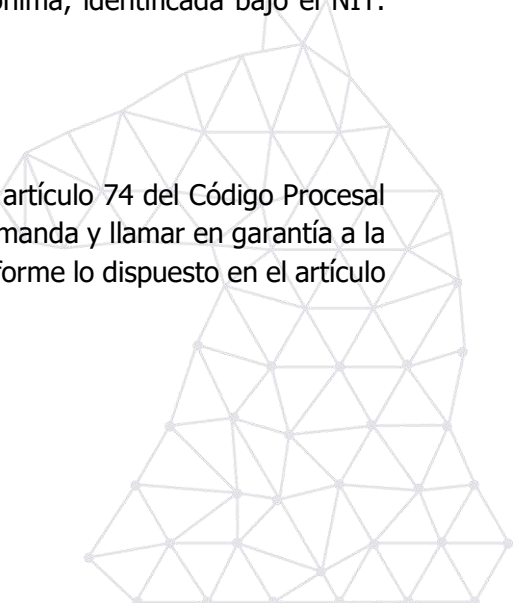 ónima, identificada bajo el NIT.
artículo 74 del Código Procesal
manda y llamar en garantía a la
forme lo dispuesto en el artículo